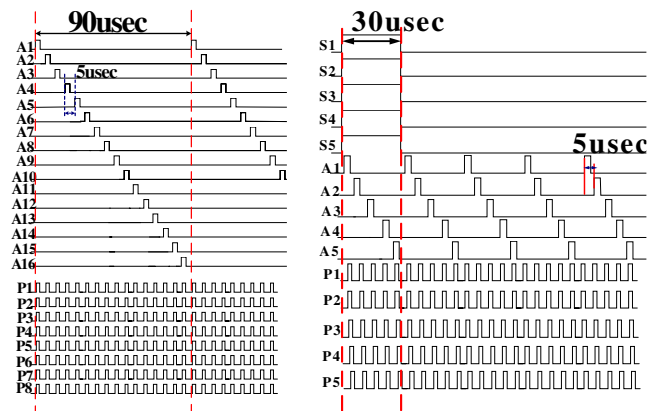 90usec
A1
A2
A3
5usec
A4
A5
A6
A7
A8
A9
A10
A11
A12
A13
A14
A15
A16
P1
P2
P3
P4
P5
P6
P7
P8
30usec
S1
S2
S3
S4
S5
5usec
A1
A2
A3
A4
A5
P1
P2
P3
P4
P5